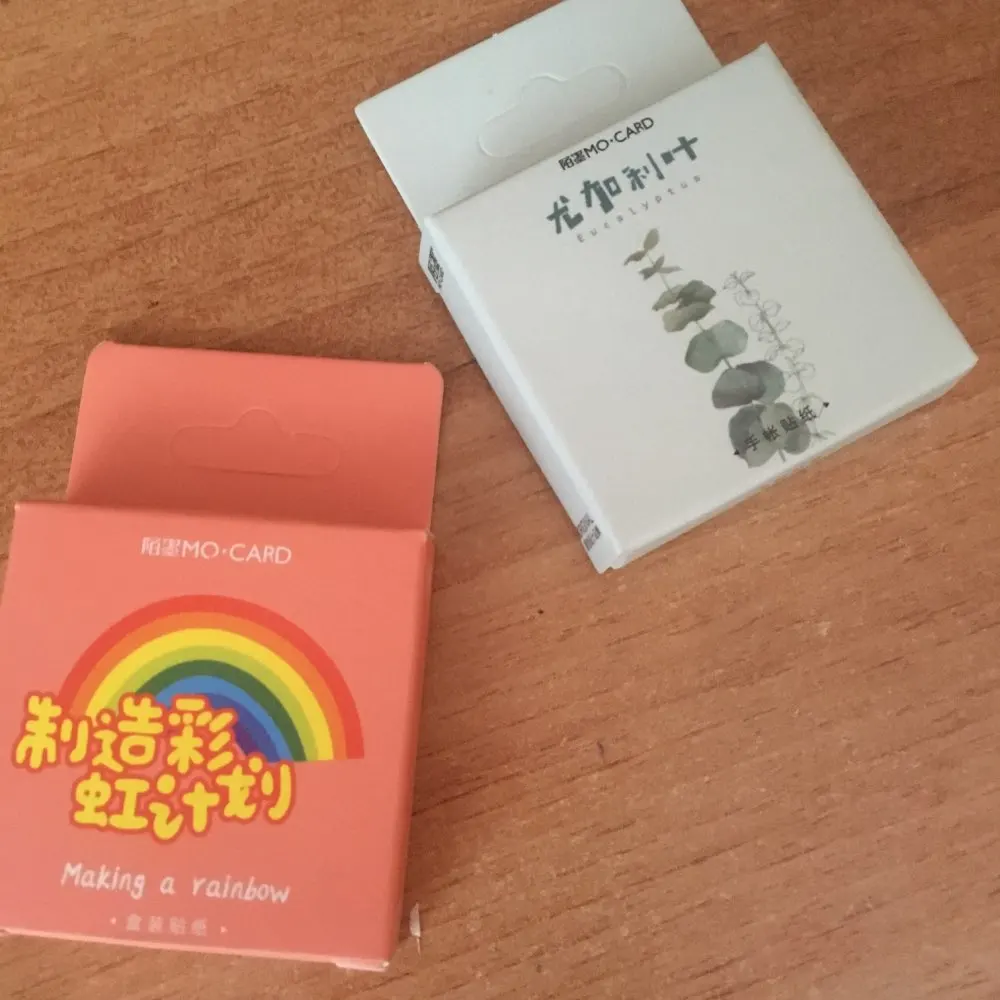 陌墨MO·CARD
尤加利叶
Eucalyptus
手帐贴纸
陌墨MO·CARD
制造彩
虹计划
Making a rainbow
盒装贴纸